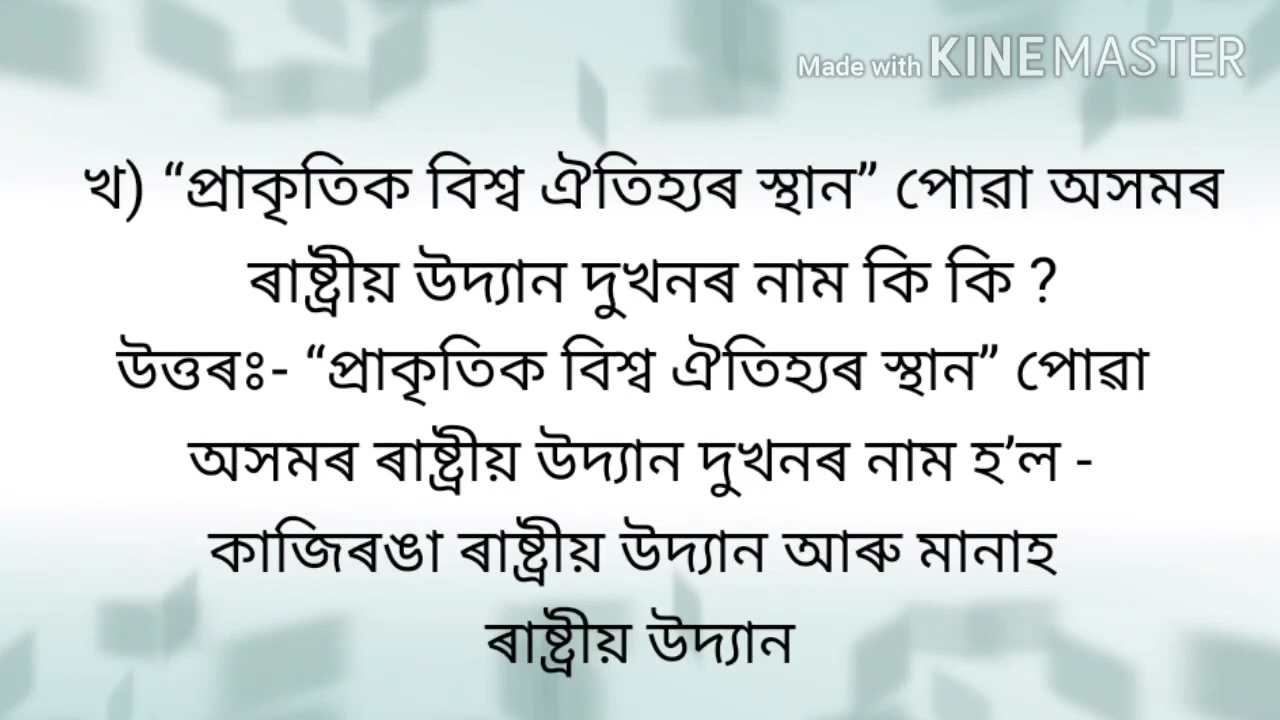 Made with KINEMASTER
খ) “প্ৰাকৃতিক বিশ্ব ঐতিহ্যৰ স্থান” পোৱা অসমৰ
ৰাষ্ট্ৰীয় উদ্যান দুখনৰ নাম কি কি ?
উত্তৰঃ- “প্ৰাকৃতিক বিশ্ব ঐতিহ্যৰ স্থান” পোৱা
অসমৰ ৰাষ্ট্ৰীয় উদ্যান দুখনৰ নাম হ’ল -
কাজিৰঙা ৰাষ্ট্ৰীয় উদ্যান আৰু মানাহ
ৰাষ্ট্ৰীয় উদ্যান